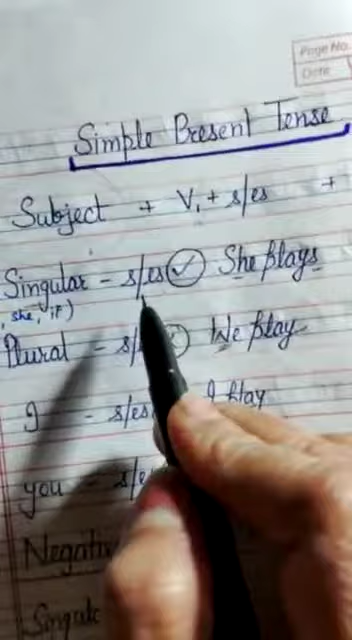 Page No.
Date
Simple Present Tense
Subject + V1 + s/es +
Singular - s/es ✓ She plays
, she, it)
Plural - s/ We play
I - s/es I play
you - s/e
Negativ
Singula